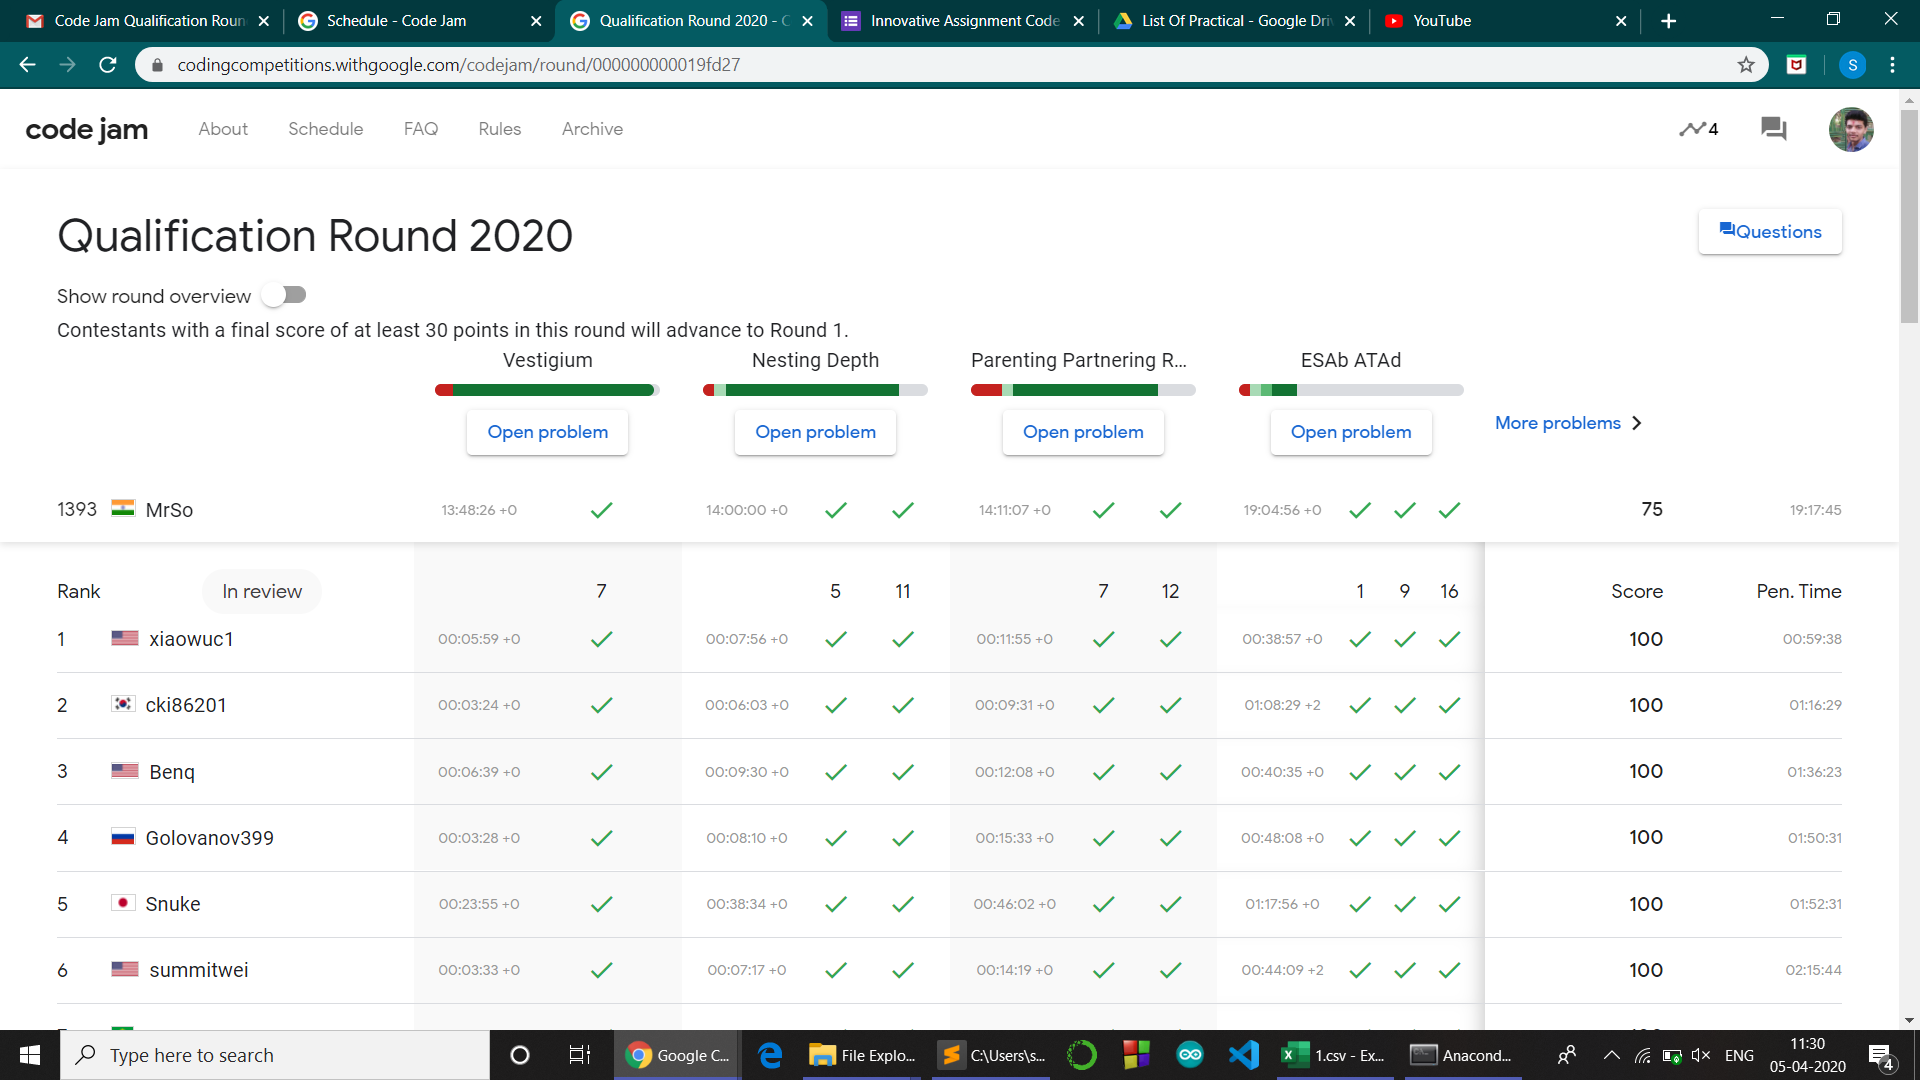 Code Jam Qualification Roun
Schedule - Code Jam
Qualification Round 2020 - C
Innovative Assignment Code
List Of Practical - Google Driv
YouTube
codingcompetitions.withgoogle.com/codejam/round/000000000019fd27
S
code jam
About
Schedule
FAQ
Rules
Archive
4
Qualification Round 2020
Questions
Show round overview
Contestants with a final score of at least 30 points in this round will advance to Round 1.
Vestigium
Nesting Depth
Parenting Partnering R...
ESAb ATAd
Open problem
Open problem
Open problem
Open problem
More problems
1393 MrSo 13:48:26 +0 14:00:00 +0 14:11:07 +0 19:04:56 +0 75 19:17:45
Rank In review 7 5 11 7 12 1 9 16 Score Pen. Time
1 xiaowuc1 00:05:59 +0 00:07:56 +0 00:11:55 +0 00:38:57 +0 100 00:59:38
2 cki86201 00:03:24 +0 00:06:03 +0 00:09:31 +0 01:08:29 +2 100 01:16:29
3 Benq 00:06:39 +0 00:09:30 +0 00:12:08 +0 00:40:35 +0 100 01:36:23
4 Golovanov399 00:03:28 +0 00:08:10 +0 00:15:33 +0 00:48:08 +0 100 01:50:31
5 Snuke 00:23:55 +0 00:38:34 +0 00:46:02 +0 01:17:56 +0 100 01:52:31
6 summitwei 00:03:33 +0 00:07:17 +0 00:14:19 +0 00:44:09 +2 100 02:15:44
Type here to search
Google C...
File Explo...
C:\Users\s...
1.csv - Ex...
Anacond...
ENG
11:30
05-04-2020
4